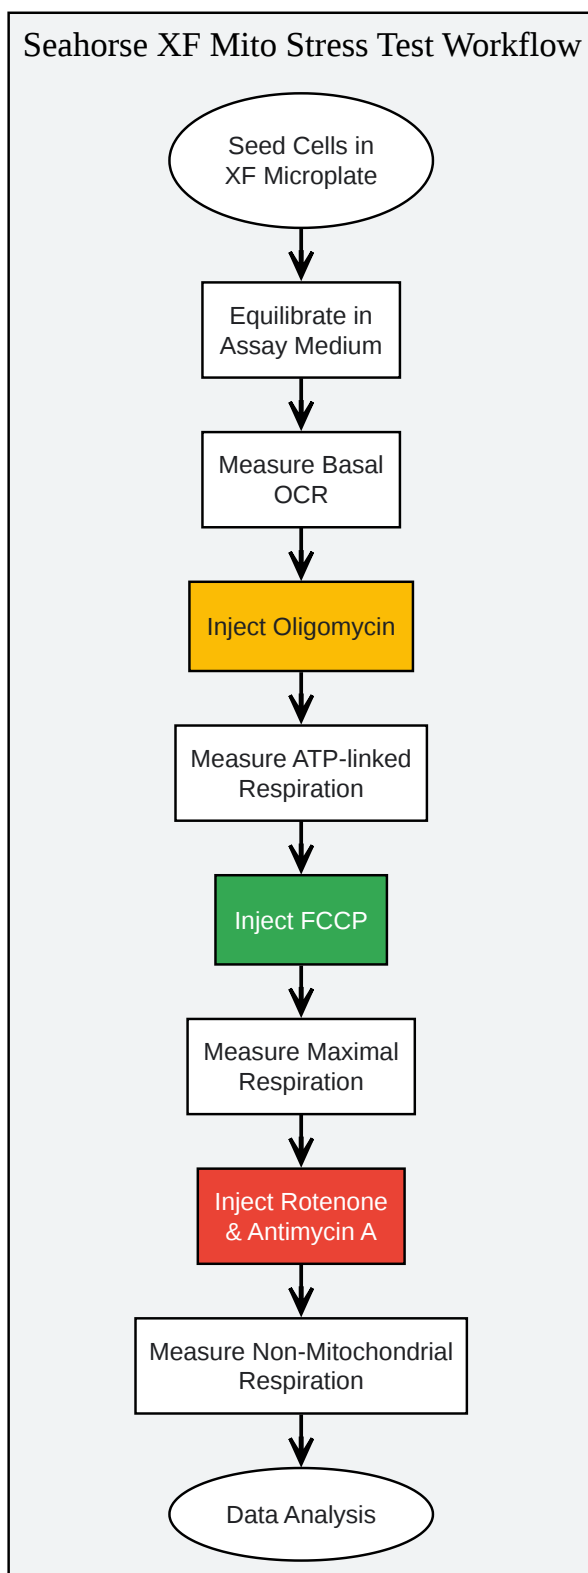 Seahorse XF Mito Stress Test Workflow
Seed Cells in
XF Microplate
Equilibrate in
Assay Medium
Measure Basal
OCR
Inject Oligomycin
Measure ATP-linked
Respiration
Inject FCCP
Measure Maximal
Respiration
Inject Rotenone
& Antimycin A
Measure Non-Mitochondrial
Respiration
Data Analysis